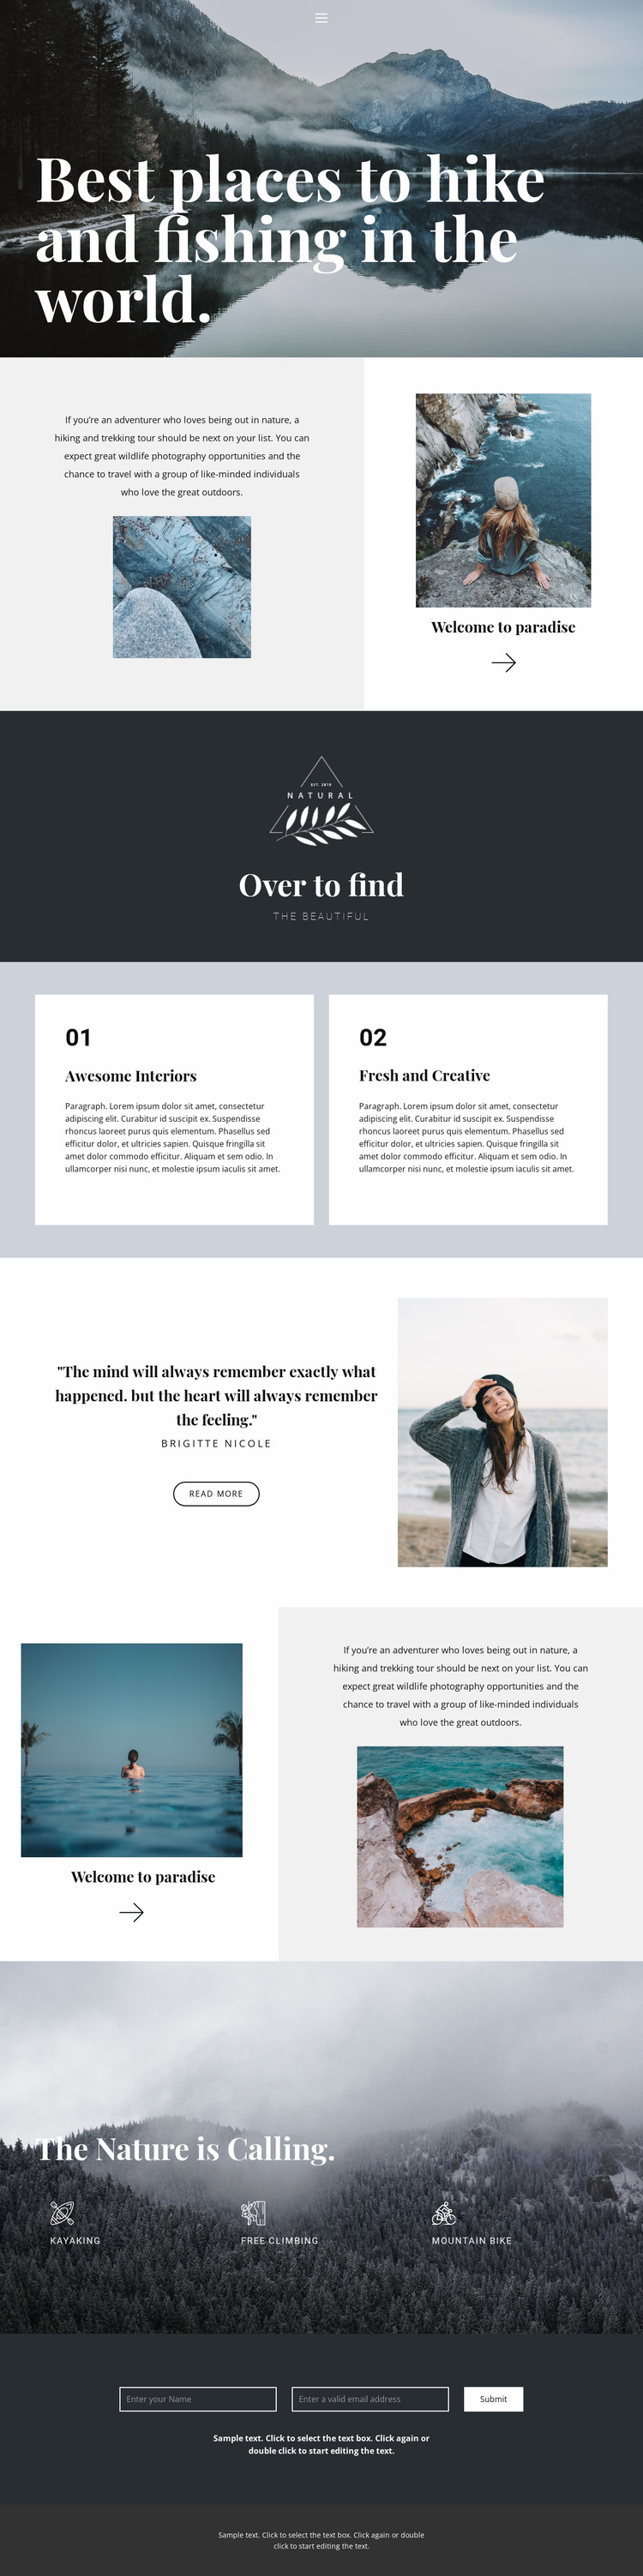 Best places to hike
and fishing in the
world.
If you're an adventurer who loves being out in nature, a
hiking and trekking tour should be next on your list. You can
expect great wildlife photography opportunities and the
chance to travel with a group of like-minded individuals
who love the great outdoors.
Welcome to paradise
EST. 2019
NATURAL
Over to find
THE BEAUTIFUL
01
Awesome Interiors
Paragraph. Lorem ipsum dolor sit amet, consectetur
adipiscing elit. Curabitur id suscipit ex. Suspendisse
rhoncus laoreet purus quis elementum. Phasellus sed
efficitur dolor, et ultricies sapien. Quisque fringilla sit
amet dolor commodo efficitur. Aliquam et sem odio. In
ullamcorper nisi nunc, et molestie ipsum iaculis sit amet.
02
Fresh and Creative
Paragraph. Lorem ipsum dolor sit amet, consectetur
adipiscing elit. Curabitur id suscipit ex. Suspendisse
rhoncus laoreet purus quis elementum. Phasellus sed
efficitur dolor, et ultricies sapien. Quisque fringilla sit
amet dolor commodo efficitur. Aliquam et sem odio. In
ullamcorper nisi nunc, et molestie ipsum iaculis sit amet.
"The mind will always remember exactly what
happened. but the heart will always remember
the feeling."
BRIGITTE NICOLE
READ MORE
Welcome to paradise
If you're an adventurer who loves being out in nature, a
hiking and trekking tour should be next on your list. You can
expect great wildlife photography opportunities and the
chance to travel with a group of like-minded individuals
who love the great outdoors.
The Nature is Calling.
KAYAKING
FREE CLIMBING
MOUNTAIN BIKE
Enter your Name
Enter a valid email address
Submit
Sample text. Click to select the text box. Click again or
double click to start editing the text.
Sample text. Click to select the text box. Click again or double
click to start editing the text.